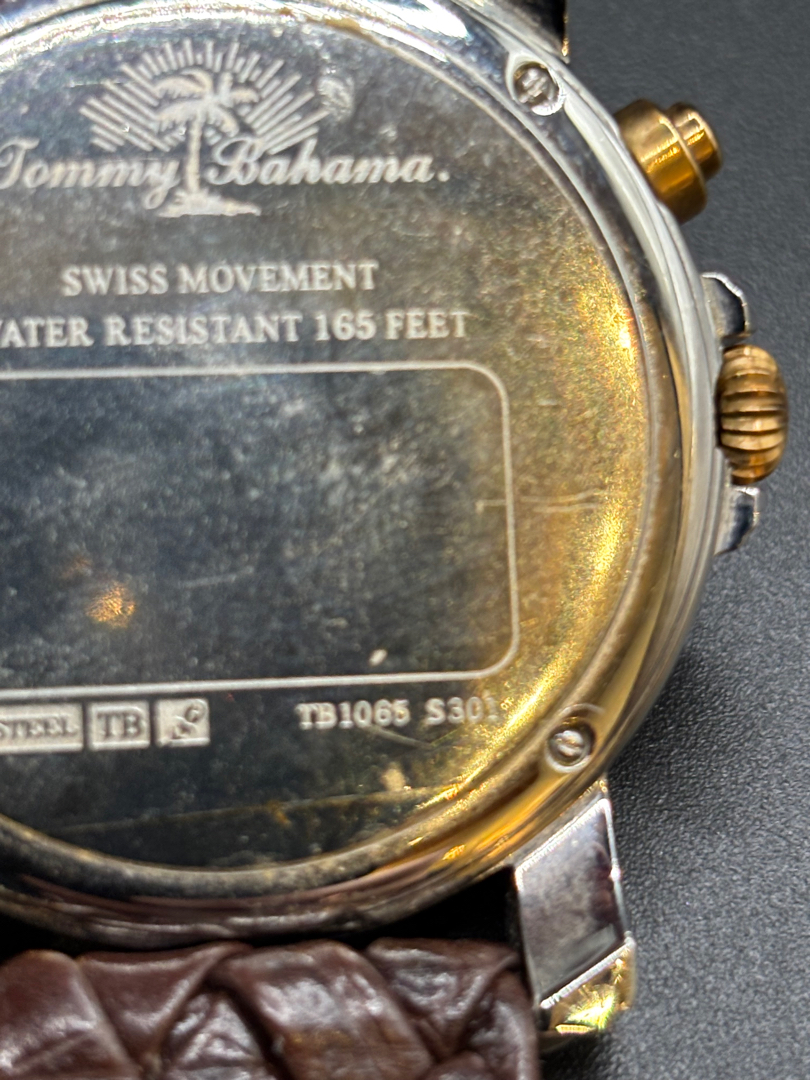 Tommy Bahama.
SWISS MOVEMENT
WATER RESISTANT 165 FEET
STEEL TB TB1065 S301